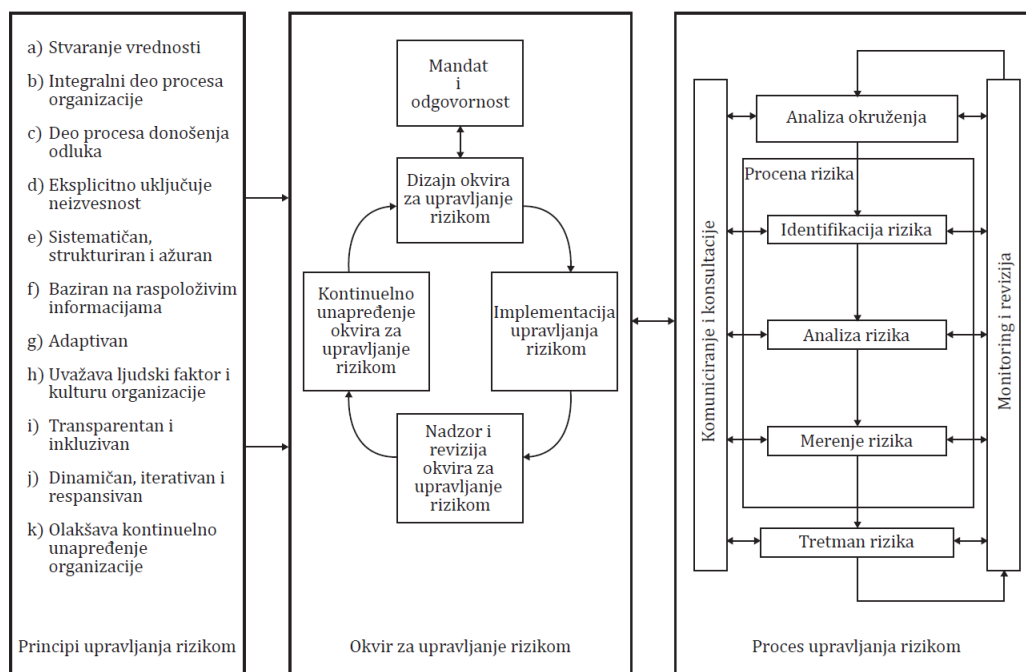 a) Stvaranje vrednosti
b) Integralni deo procesa
organizacije
c) Deo procesa donošenja
odluka
d) Eksplicitno uključuje
neizvesnost
e) Sistematičan,
strukturiran i ažuran
f) Baziran na raspoloživim
informacijama
g) Adaptivan
h) Uvažava ljudski faktor i
kulturu organizacije
i) Transparentan i
inkluzivan
j) Dinamičan, iterativan i
respansivan
k) Olakšava kontinuelno
unapređenje
organizacije
Principi upravljanja rizikom
Mandat
i
odgovornost
Dizajn okvira
za upravljanje
rizikom
Kontinuelno
unapređenje
okvira za
upravljanje
rizikom
Implementacija
upravljanja
rizikom
Nadzor i
revizija
okvira za
upravljanje
rizikom
Okvir za upravljanje rizikom
Komuniciranje i konsultacije
Analiza okruženja
Procena rizika
Identifikacija rizika
Analiza rizika
Merenje rizika
Tretman rizika
Monitoring i revizija
Proces upravljanja rizikom